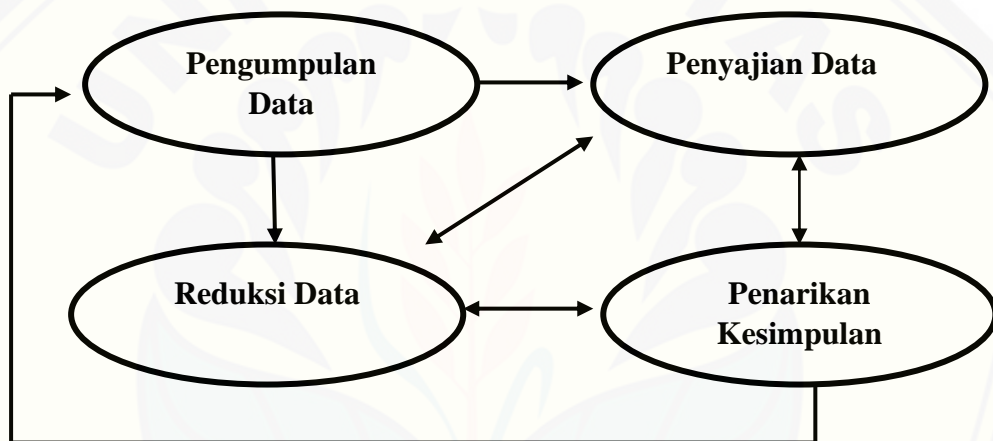 Pengumpulan
Data
Penyajian Data
Reduksi Data
Penarikan
Kesimpulan